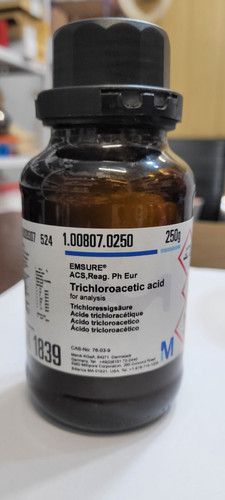 1.00807.0250 250g
EMSURE®
ACS,Reag. Ph Eur
Trichloroacetic acid
for analysis
Trichloressigsäure
Acide trichloracétique
Acido tricloroacetico
Ácido tricloroacético
CAS-No: 76-03-9
Merck KGaA, 64271 Darmstadt
M
524
1839